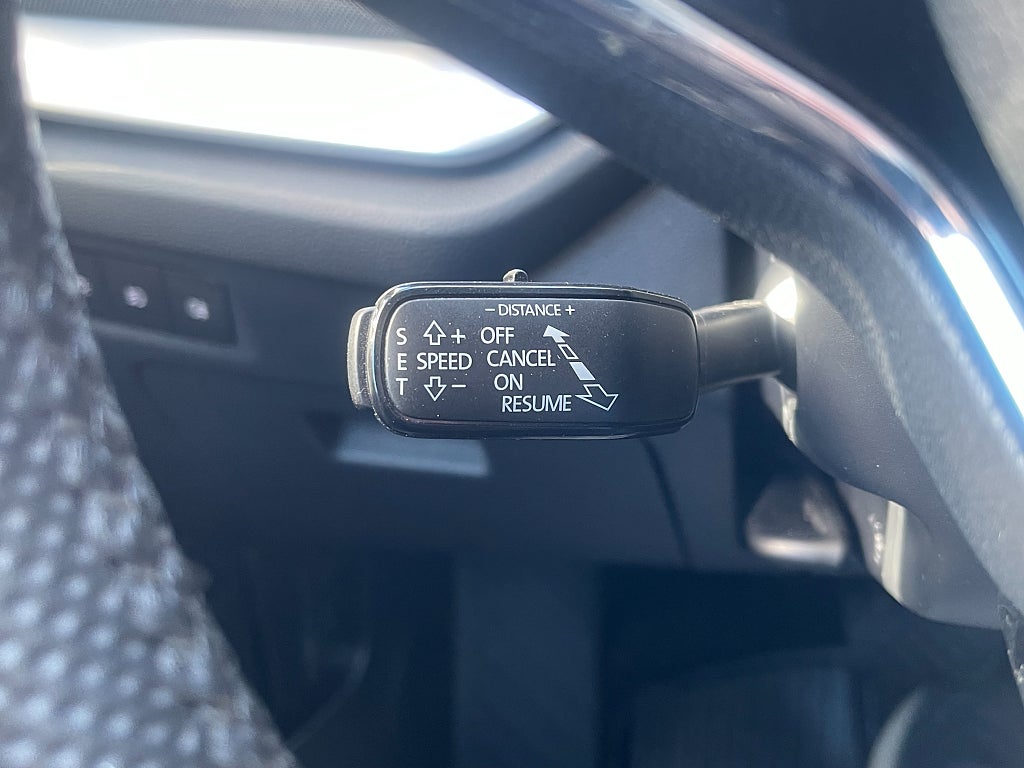 − DISTANCE +
S + OFF
E SPEED CANCEL
T − ON
RESUME